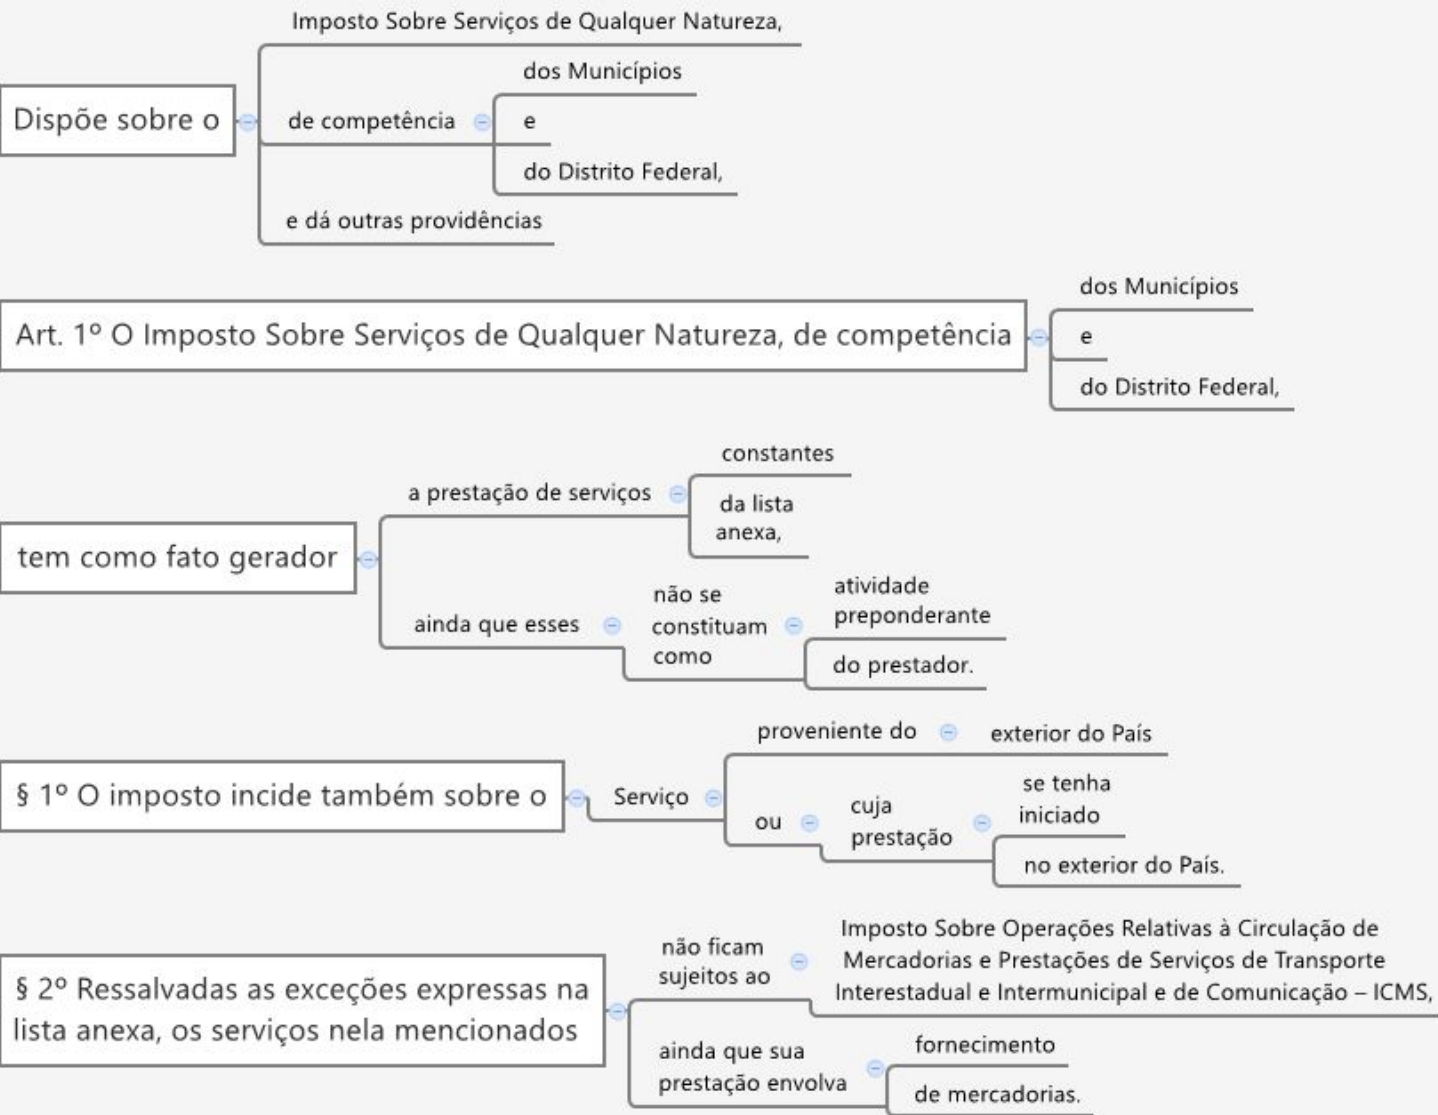 Dispõe sobre o
Imposto Sobre Serviços de Qualquer Natureza,
de competência
dos Municípios
e
do Distrito Federal,
e dá outras providências
Art. 1º O Imposto Sobre Serviços de Qualquer Natureza, de competência
dos Municípios
e
do Distrito Federal,
tem como fato gerador
a prestação de serviços
constantes
da lista
anexa,
ainda que esses
não se
constituam
como
atividade
preponderante
do prestador.
§ 1º O imposto incide também sobre o
Serviço
proveniente do
exterior do País
ou
cuja
prestação
se tenha
iniciado
no exterior do País.
§ 2º Ressalvadas as exceções expressas na
lista anexa, os serviços nela mencionados
não ficam
sujeitos ao
Imposto Sobre Operações Relativas à Circulação de
Mercadorias e Prestações de Serviços de Transporte
Interestadual e Intermunicipal e de Comunicação – ICMS,
ainda que sua
prestação envolva
fornecimento
de mercadorias.